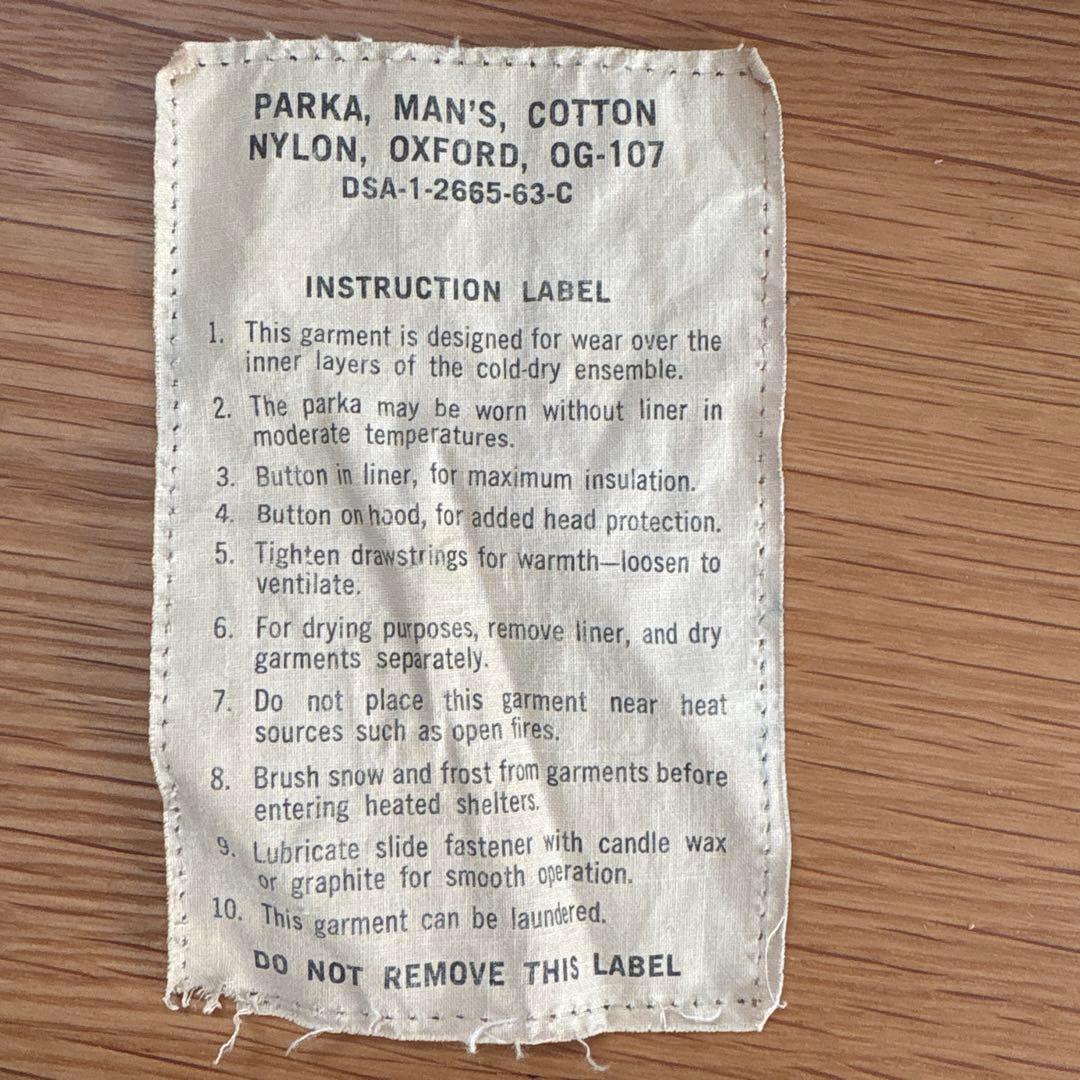 PARKA, MAN'S, COTTON
NYLON, OXFORD, OG-107
DSA-1-2665-63-C
INSTRUCTION LABEL
1. This garment is designed for wear over the
inner layers of the cold-dry ensemble.
2. The parka may be worn without liner in
moderate temperatures.
3. Button in liner, for maximum insulation.
4. Button on hood, for added head protection.
5. Tighten drawstrings for warmth—loosen to
ventilate.
6. For drying purposes, remove liner, and dry
garments separately.
7. Do not place this garment near heat
sources such as open fires.
8. Brush snow and frost from garments before
entering heated shelters.
9. Lubricate slide fastener with candle wax
or graphite for smooth operation.
10. This garment can be laundered.
DO NOT REMOVE THIS LABEL